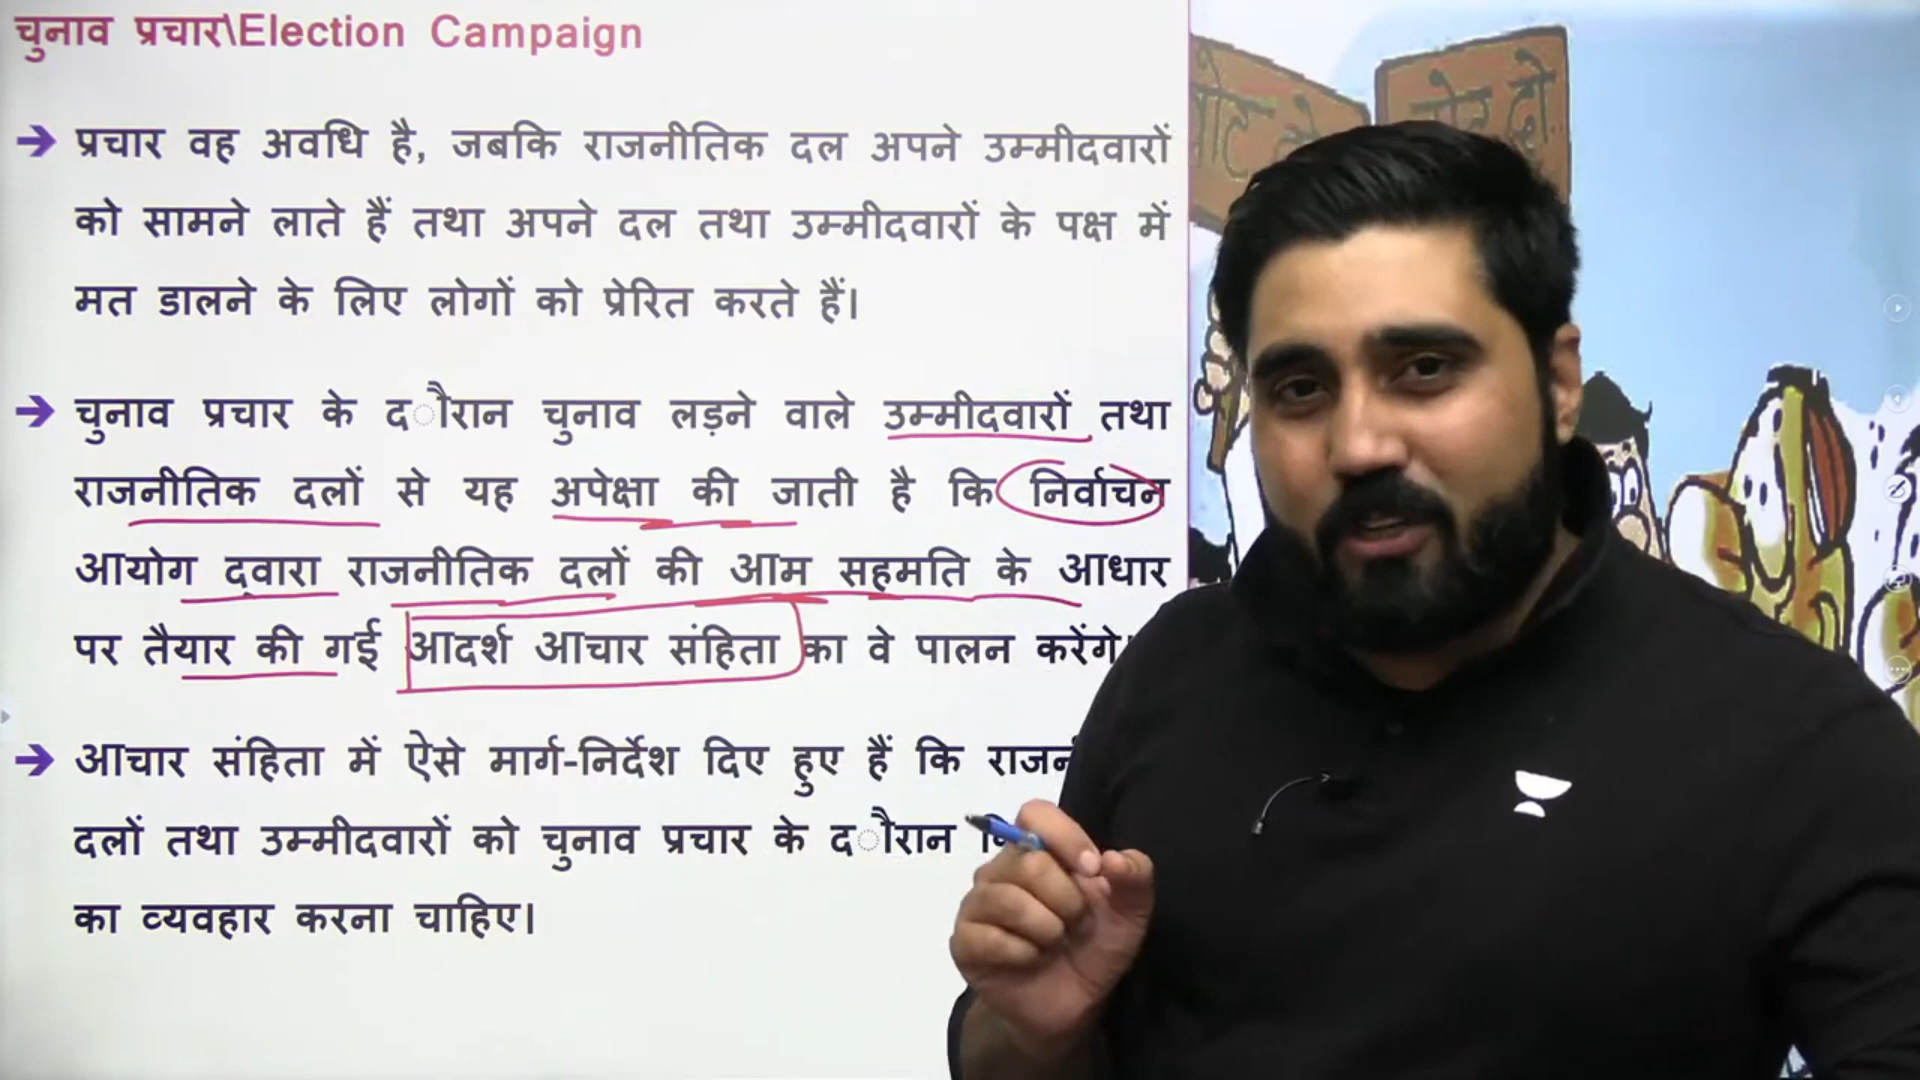 चुनाव प्रचार\Election Campaign
➔ प्रचार वह अवधि है, जबकि राजनीतिक दल अपने उम्मीदवारों
को सामने लाते हैं तथा अपने दल तथा उम्मीदवारों के पक्ष में
मत डालने के लिए लोगों को प्रेरित करते हैं।
➔ चुनाव प्रचार के दौरान चुनाव लड़ने वाले उम्मीदवारों तथा
राजनीतिक दलों से यह अपेक्षा की जाती है कि निर्वाचन
आयोग द्वारा राजनीतिक दलों की आम सहमति के आधार
पर तैयार की गई आदर्श आचार संहिता का वे पालन करेंगे
➔ आचार संहिता में ऐसे मार्ग-निर्देश दिए हुए हैं कि
दलों तथा उम्मीदवारों को चुनाव प्रचार के दौरान
का व्यवहार करना चाहिए।